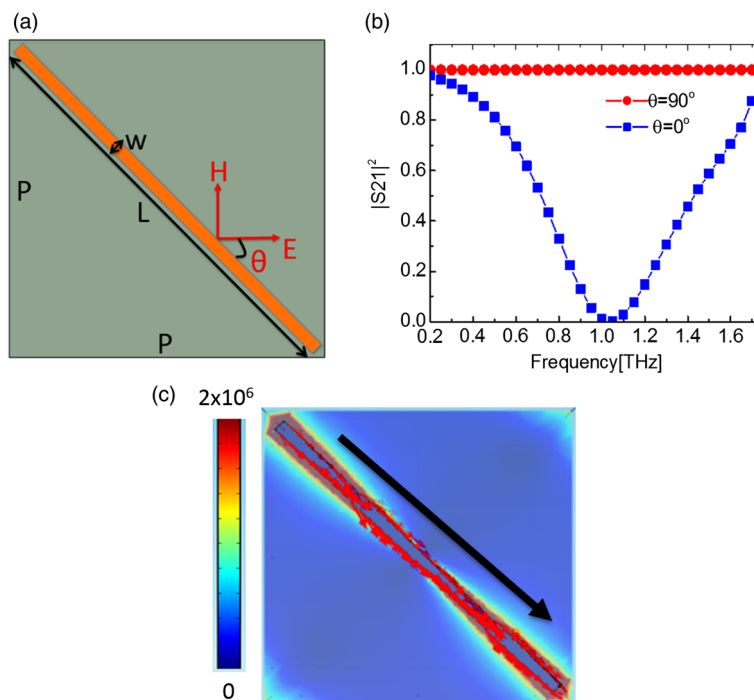 (a)
w
P
L
H
E
θ
P
(b)
1.0
0.8
0.6
0.4
0.2
0.0
|S21|²
θ=90°
θ=0°
0.2 0.4 0.6 0.8 1.0 1.2 1.4 1.6
Frequency[THz]
(c)
2x10⁶
0